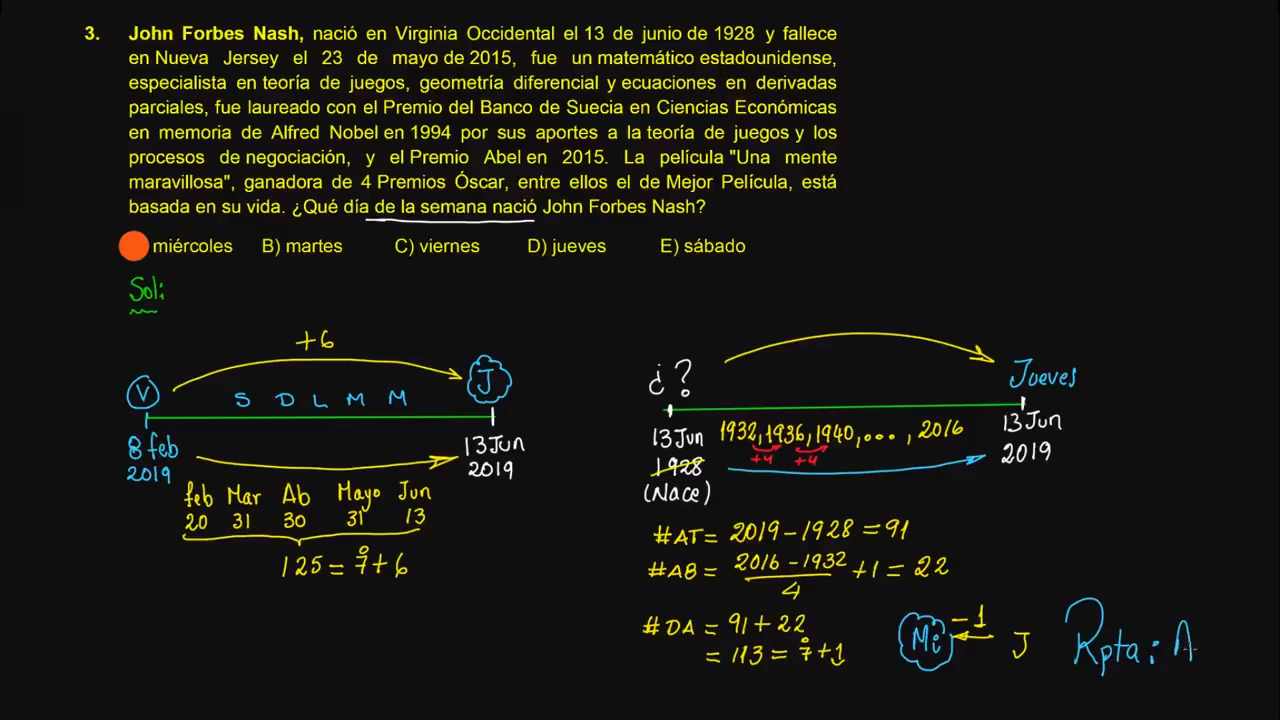 3. John Forbes Nash, nació en Virginia Occidental el 13 de junio de 1928 y fallece
en Nueva Jersey el 23 de mayo de 2015, fue un matemático estadounidense,
especialista en teoría de juegos, geometría diferencial y ecuaciones en derivadas
parciales, fue laureado con el Premio del Banco de Suecia en Ciencias Económicas
en memoria de Alfred Nobel en 1994 por sus aportes a la teoría de juegos y los
procesos de negociación, y el Premio Abel en 2015. La película "Una mente
maravillosa", ganadora de 4 Premios Óscar, entre ellos el de Mejor Película, está
basada en su vida. ¿Qué día de la semana nació John Forbes Nash?
miércoles B) martes C) viernes D) jueves E) sábado
Sol:
+6
V S D L M M J
8 feb 13 Jun
2019 2019
feb Mar Ab Mayo Jun
20 31 30 31 13
125 = 7̊ + 6
¿? Jueves
13 Jun 1932, 1936, 1940, ..., 2016 13 Jun
+4 +4
1928 2019
(Nace)
#AT = 2019 - 1928 = 91
#AB = 2016 - 1932 + 1 = 22
4
#DA = 91 + 22
= 113 = 7̊ + 1
Mi -1 J
Rpta: A